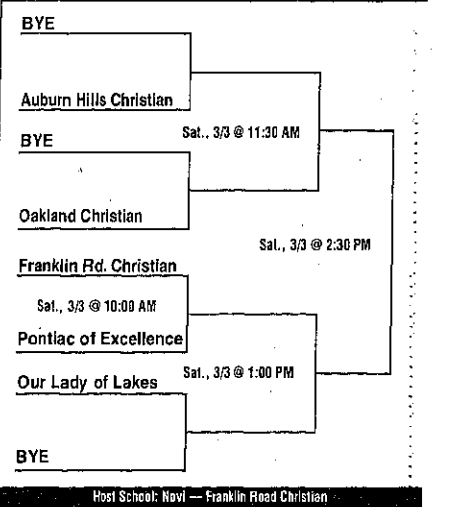 BYE
Auburn Hills Christian
Sat., 3/3 @ 11:30 AM
BYE
Oakland Christian
Sat., 3/3 @ 2:30 PM
Franklin Rd. Christian
Sat., 3/3 @ 10:00 AM
Pontiac of Excellence
Sat., 3/3 @ 1:00 PM
Our Lady of Lakes
BYE
Host School: Novi — Franklin Road Christian